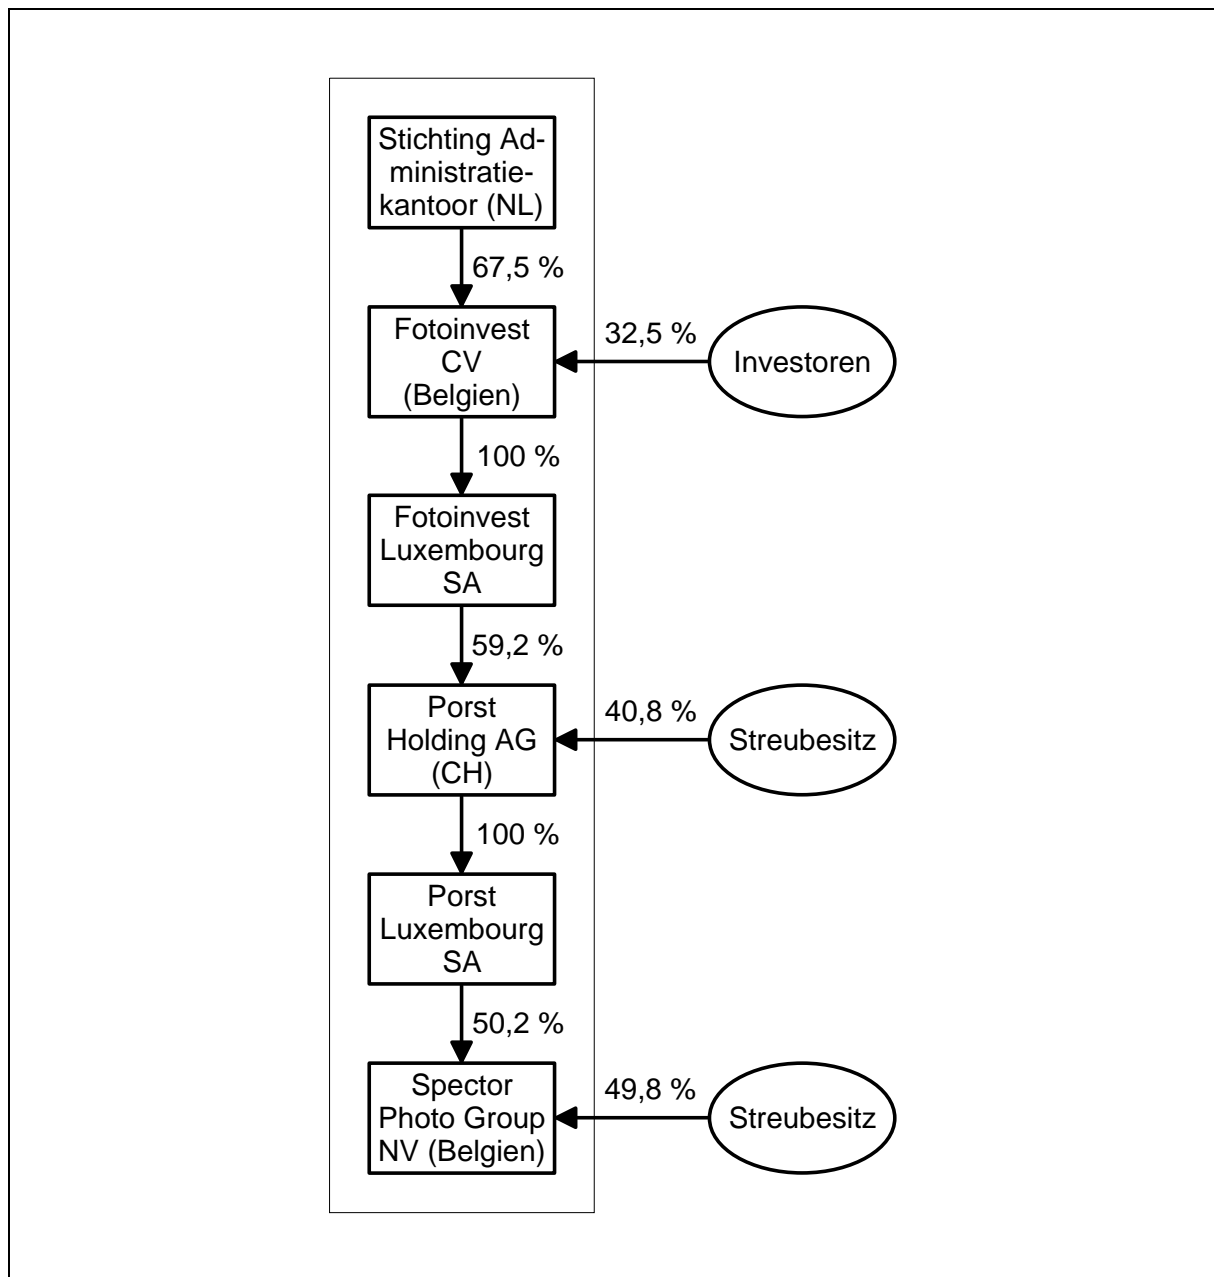 Stichting Ad-
ministratie-
kantoor (NL)
67,5 %
Fotoinvest
CV
(Belgien)
32,5 %
Investoren
100 %
Fotoinvest
Luxembourg
SA
59,2 %
Porst
Holding AG
(CH)
40,8 %
Streubesitz
100 %
Porst
Luxembourg
SA
50,2 %
Spector
Photo Group
NV (Belgien)
49,8 %
Streubesitz